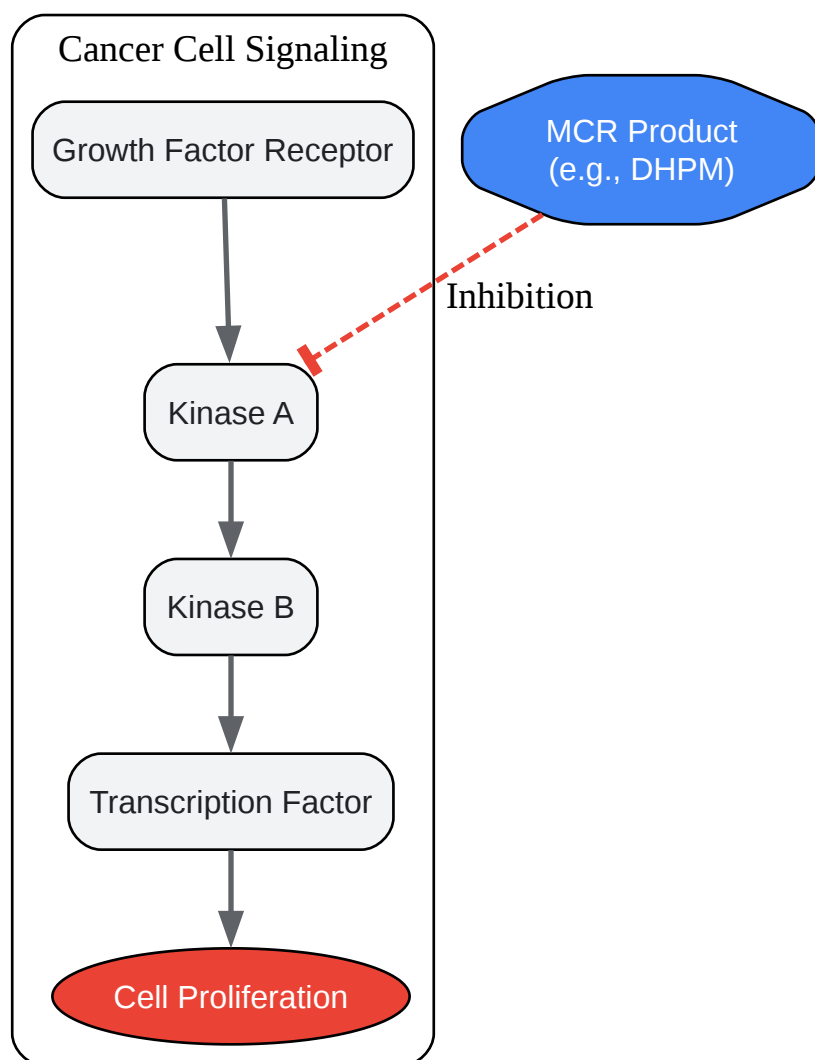 Cancer Cell Signaling
Growth Factor Receptor
MCR Product
(e.g., DHPM)
Inhibition
Kinase A
Kinase B
Transcription Factor
Cell Proliferation